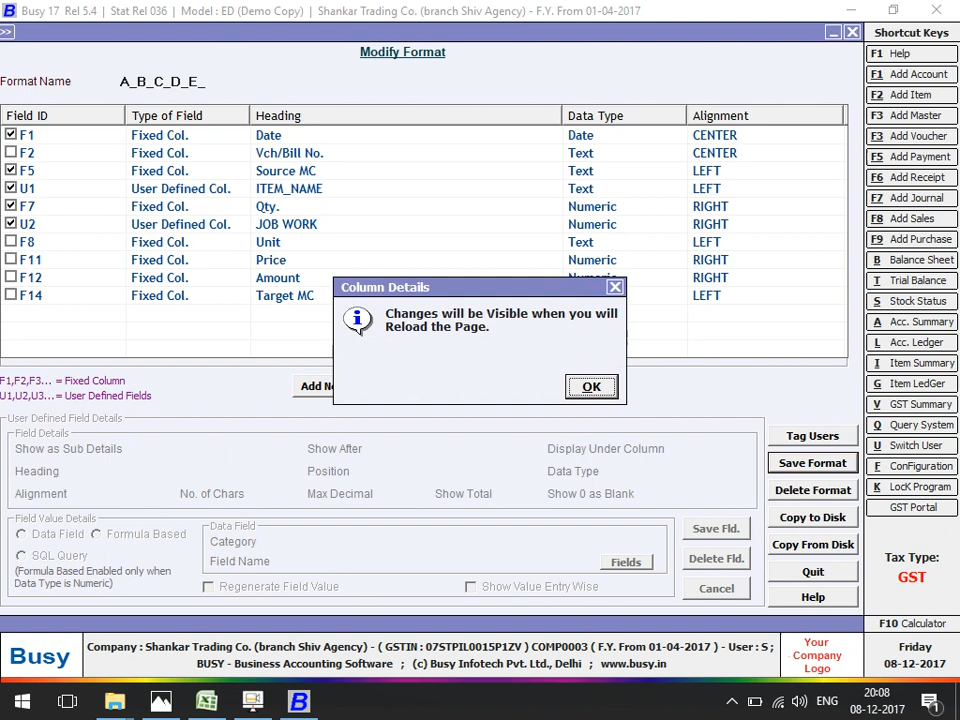 Busy 17 Rel 5.4 | Stat Rel 036 | Model : ED (Demo Copy) | Shankar Trading Co. (branch Shiv Agency) - F.Y. From 01-04-2017
>>
Modify Format
Format Name A_B_C_D_E_
Field ID Type of Field Heading Data Type Alignment
F1 Fixed Col. Date Date CENTER
F2 Fixed Col. Vch/Bill No. Text CENTER
F5 Fixed Col. Source MC Text LEFT
U1 User Defined Col. ITEM_NAME Text LEFT
F7 Fixed Col. Qty. Numeric RIGHT
U2 User Defined Col. JOB WORK Numeric RIGHT
F8 Fixed Col. Unit Text LEFT
F11 Fixed Col. Price Numeric RIGHT
F12 Fixed Col. Amount Numeric RIGHT
F14 Fixed Col. Target MC LEFT
Column Details
Changes will be Visible when you will
Reload the Page.
OK
F1,F2,F3... = Fixed Column
U1,U2,U3... = User Defined Fields
Add Ne
User Defined Field Details
Field Details
Show as Sub Details Show After Display Under Column
Heading Position Data Type
Alignment No. of Chars Max Decimal Show Total Show 0 as Blank
Field Value Details
Data Field Formula Based
SQL Query
(Formula Based Enabled only when
Data Type is Numeric)
Data Field
Category
Field Name Fields
Regenerate Field Value Show Value Entry Wise
Save Fld.
Delete Fld.
Cancel
Tag Users
Save Format
Delete Format
Copy to Disk
Copy From Disk
Quit
Help
Shortcut Keys
F1 Help
F1 Add Account
F2 Add Item
F3 Add Master
F3 Add Voucher
F5 Add Payment
F6 Add Receipt
F7 Add Journal
F8 Add Sales
F9 Add Purchase
B Balance Sheet
T Trial Balance
S Stock Status
A Acc. Summary
L Acc. Ledger
I Item Summary
G Item LedGer
V GST Summary
Q Query System
U Switch User
F Configuration
K LocK Program
GST Portal
Tax Type:
GST
F10 Calculator
Busy
Company : Shankar Trading Co. (branch Shiv Agency) - ( GSTIN : 07STPIL0015P1ZV ) COMP0003 ( F.Y. From 01-04-2017 ) - User : S ;
BUSY - Business Accounting Software ; (c) Busy Infotech Pvt. Ltd., Delhi ; www.busy.in
Your
Company
Logo
Friday
08-12-2017
B
ENG
20:08
08-12-2017
1